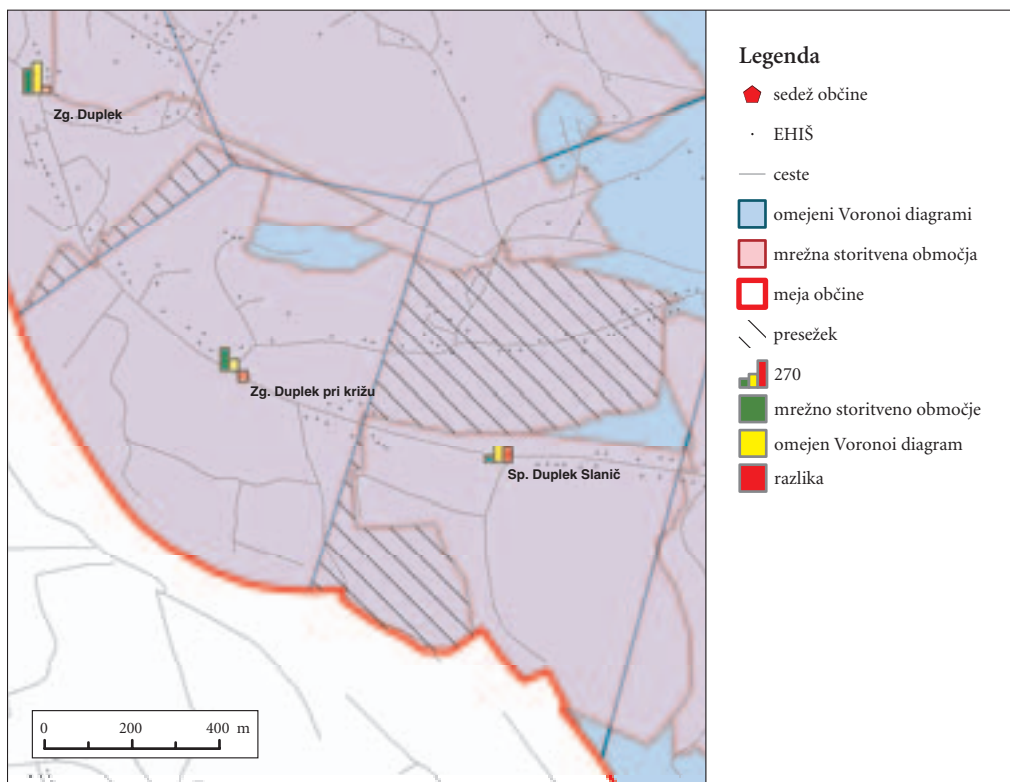 Zg. Duplek
Zg. Duplek pri križu
Sp. Duplek Slanič
0 200 400 m
Legenda
sedež občine
EHIŠ
ceste
omejeni Voronoi diagrami
mrežna storitvena območja
meja občine
presežek
270
mrežno storitveno območje
omejen Voronoi diagram
razlika